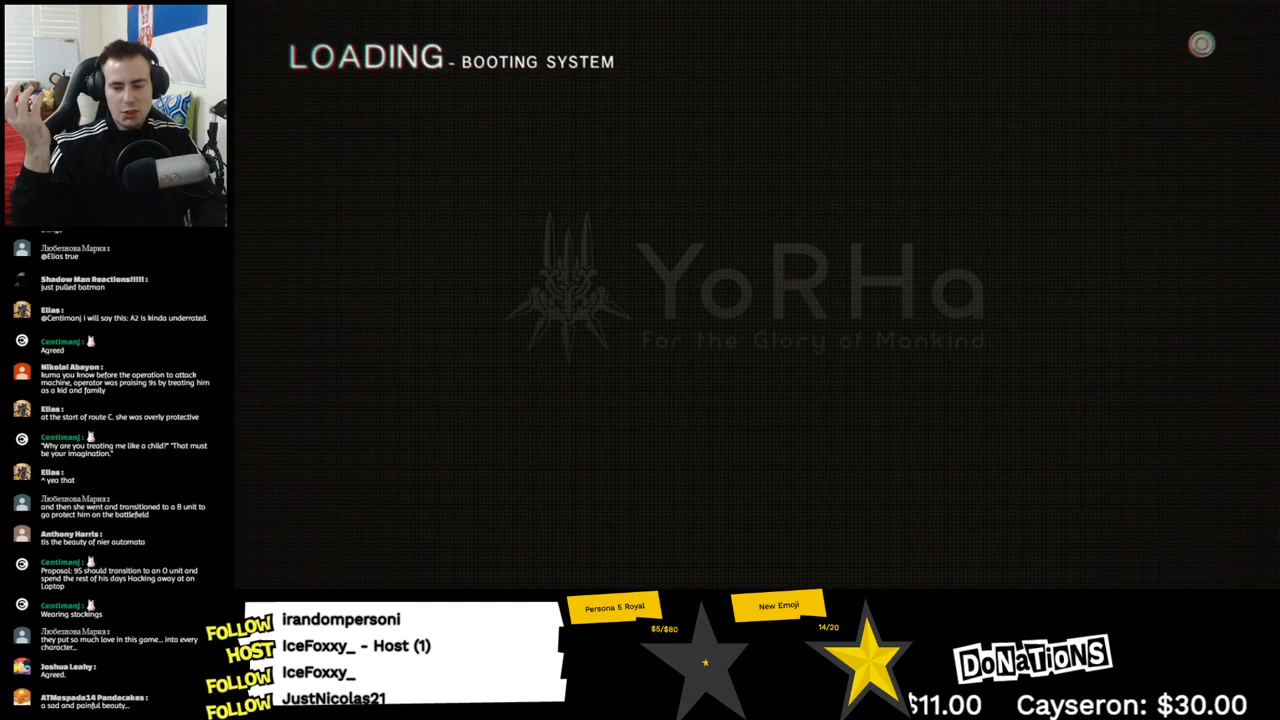 LOADING - BOOTING SYSTEM
YoRHa
For the Glory of Mankind
Любезнова Мария :
@Elias true
Shadow Man Reactions!!!!! :
just pulled batman
Elias :
@Centimanj i will say this: A2 is kinda underrated.
Centimanj :
Agreed
Nikolai Abayon :
kuma you know before the operation to attack
machine, operator was praising 9s by treating him
as a kid and family
Elias :
at the start of route C, she was overly protective
Centimanj :
"Why are you treating me like a child?" "That must
be your imagination."
Elias :
^ yea that
Любезнова Мария :
and then she went and transitioned to a B unit to
go protect him on the battlefield
Anthony Harris :
tis the beauty of nier automata
Centimanj :
Proposal: 9S should transition to an O unit and
spend the rest of his days Hacking away at an
Laptop
Centimanj :
Wearing stockings
Любезнова Мария :
they put so much love in this game... into every
character...
Joshua Leahy :
Agreed.
ATMespada14 Pandacakes :
a sad and painful beauty...
FOLLOW irandompersoni
HOST IceFoxxy_ - Host (1)
FOLLOW IceFoxxy_
FOLLOW JustNicolas21
Persona 5 Royal
$5/$80
New Emoji
14/20
DoNaTiONs
$11.00 Cayseron: $30.00